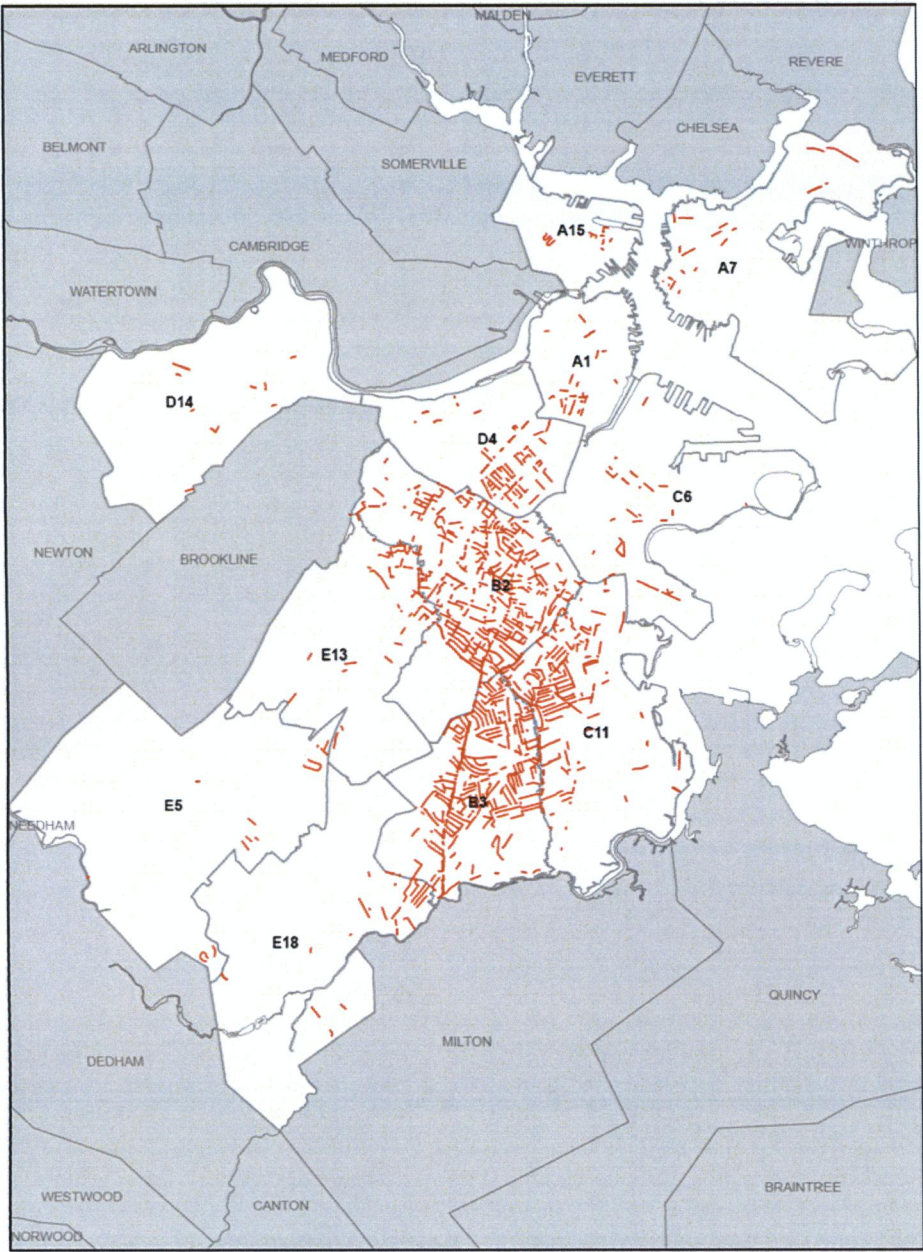 MALDEN
ARLINGTON
MEDFORD
REVERE
EVERETT
CHELSEA
BELMONT
SOMERVILLE
A15
CAMBRIDGE
WINTHROP
A7
WATERTOWN
A1
D14
D4
C6
NEWTON
BROOKLINE
B2
E13
C11
B3
E5
NEEDHAM
E18
QUINCY
MILTON
DEDHAM
BRAINTREE
WESTWOOD
CANTON
NORWOOD